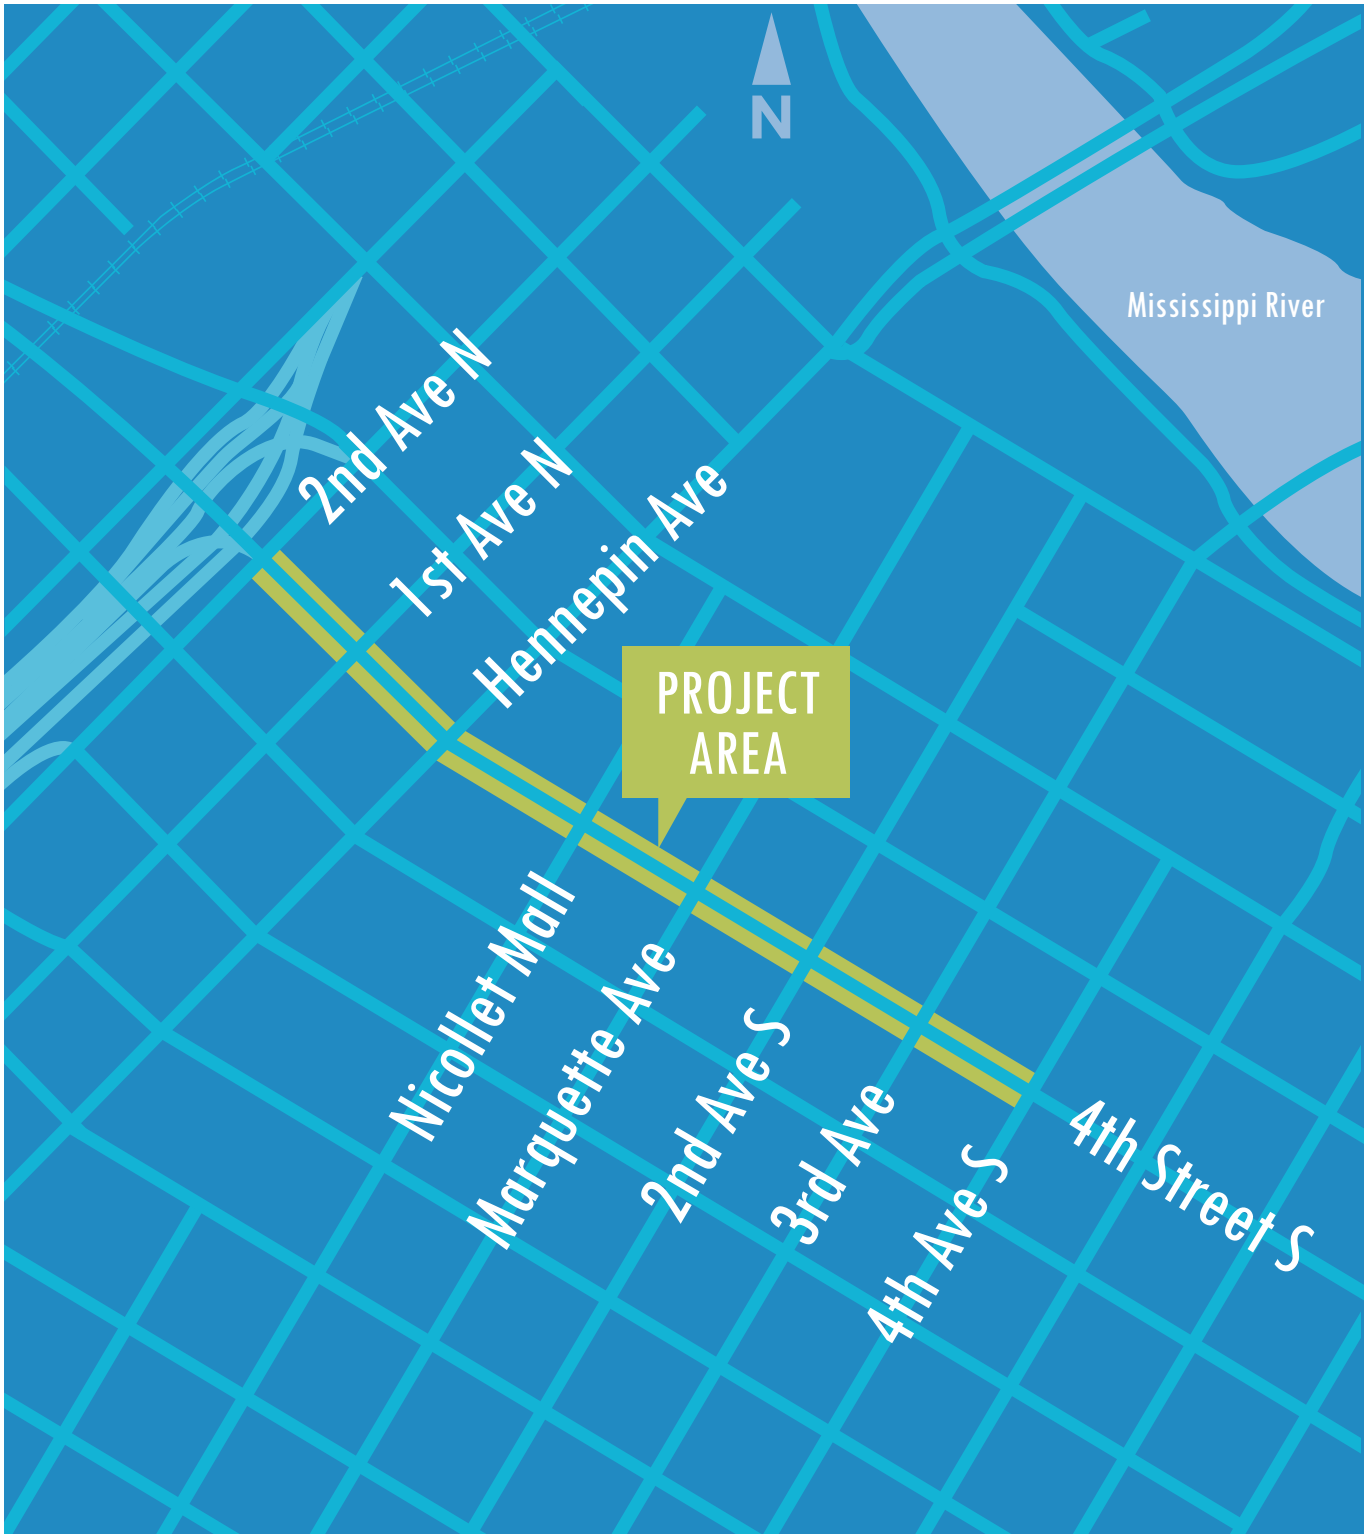 N
Mississippi River
2nd Ave N
1st Ave N
Hennepin Ave
PROJECT
AREA
Nicollet Mall
Marquette Ave
2nd Ave S
3rd Ave
4th Ave S
4th Street S